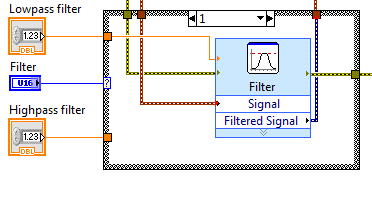 Lowpass filter
1
1.23
DBL
Filter
U16
?
Filter
Signal
Highpass filter
Filtered Signal
1.23
DBL